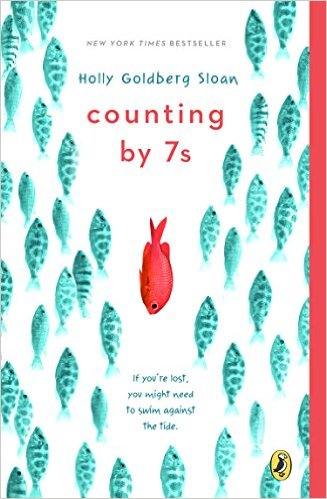 NEW YORK TIMES BESTSELLER
Holly Goldberg Sloan
counting
by 7s
If you're lost,
you might need
to swim against
the tide.